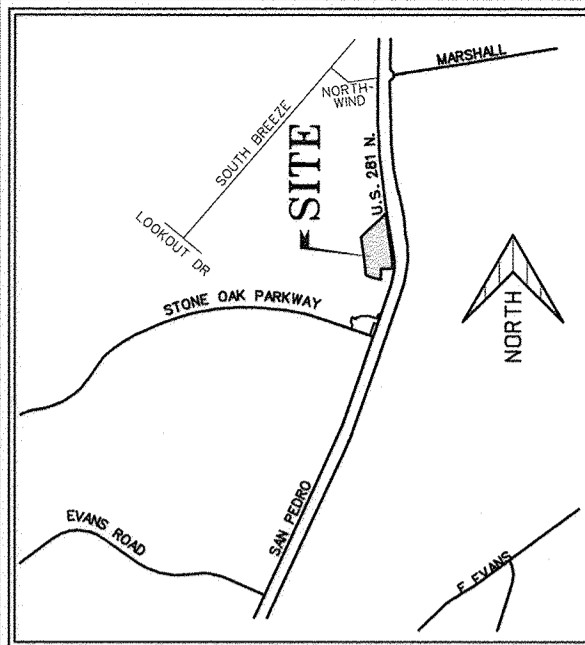 MARSHALL
NORTH-
WIND
SOUTH BREEZE
U.S. 281 N.
SITE
LOOKOUT DR
STONE OAK PARKWAY
NORTH
SAN PEDRO
EVANS ROAD
E EVANS